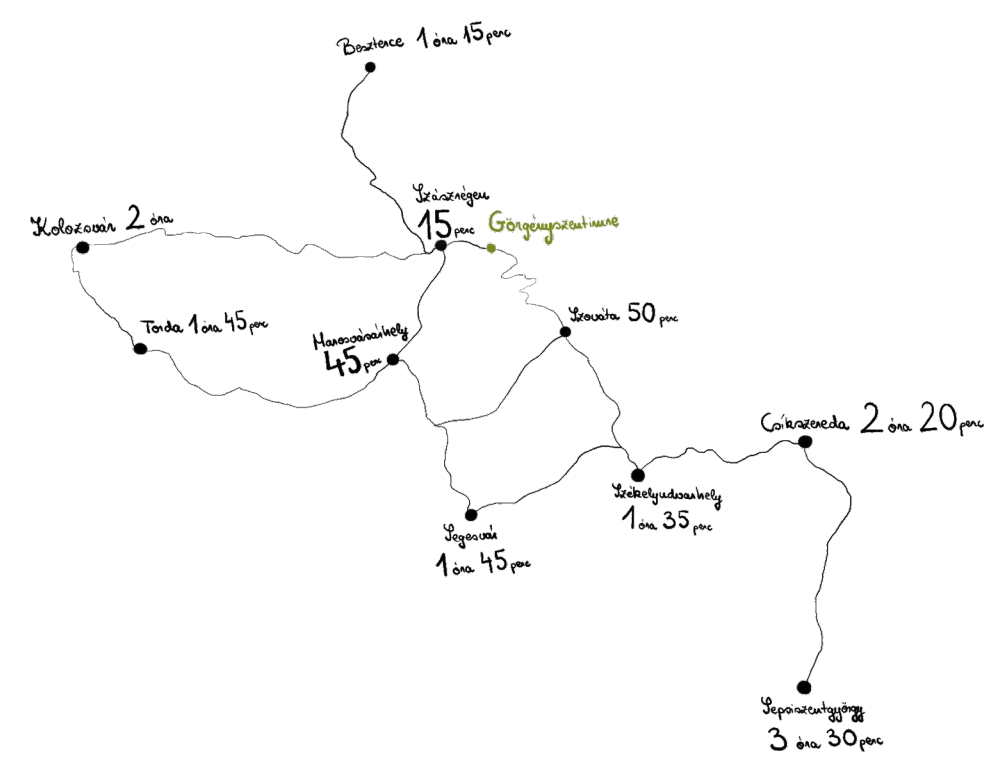 Beszterce 1 óra 15 perc
Szászrégen
15 perc
Görgényszentimre
Kolozsvár 2 óra
Szováta 50 perc
Torda 1 óra 45 perc
Marosvásárhely
45 perc
Csíkszereda 2 óra 20 perc
Székelyudvarhely
1 óra 35 perc
Segesvár
1 óra 45 perc
Sepsiszentgyörgy
3 óra 30 perc